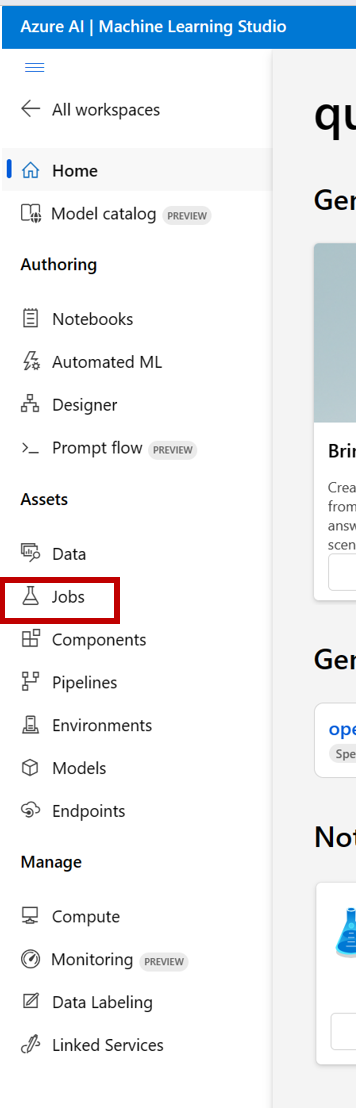 Azure AI | Machine Learning Studio
All workspaces
Home
Model catalog PREVIEW
Authoring
Notebooks
Automated ML
Designer
Prompt flow PREVIEW
Assets
Data
Jobs
Components
Pipelines
Environments
Models
Endpoints
Manage
Compute
Monitoring PREVIEW
Data Labeling
Linked Services
qu
Ger
Brin
Crea
from
answ
scen
Ger
ope
Spe
Not